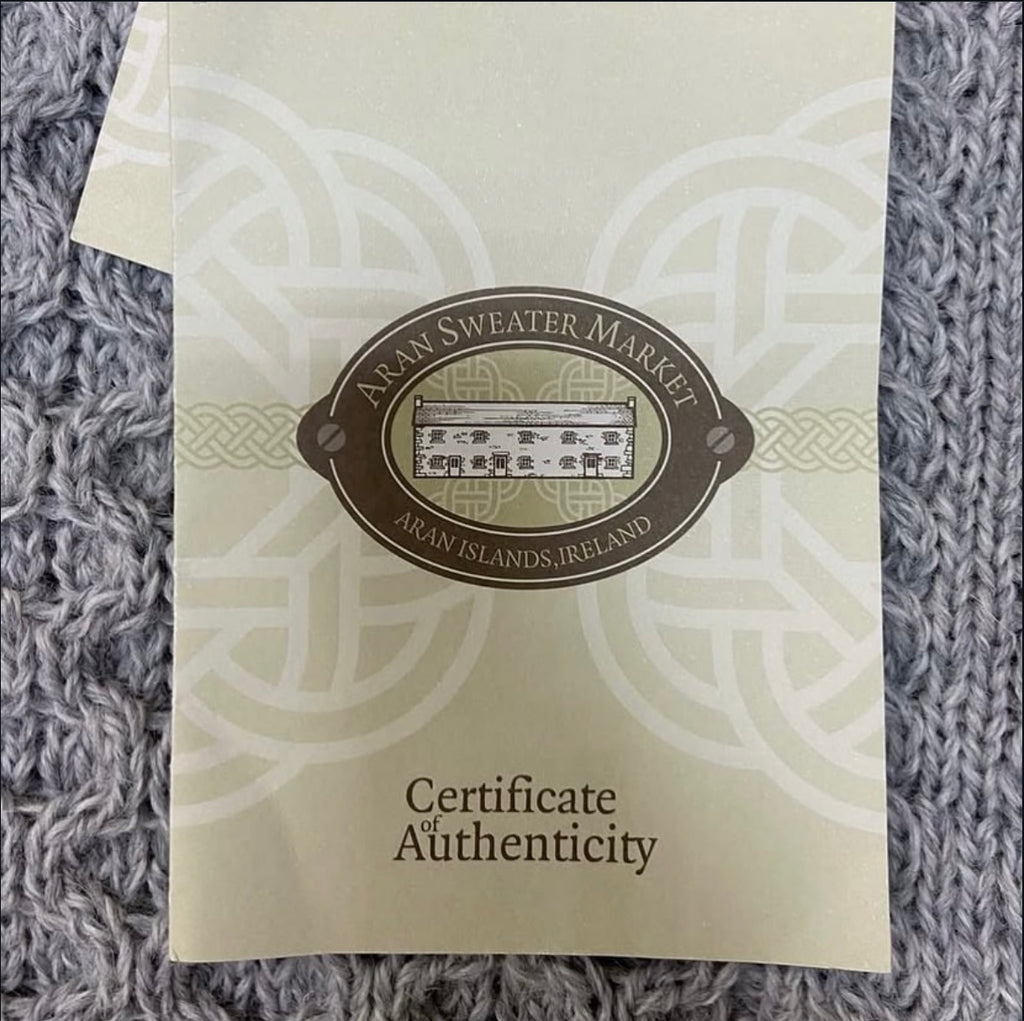 ARAN SWEATER MARKET
ARAN ISLANDS, IRELAND
Certificate
of
Authenticity